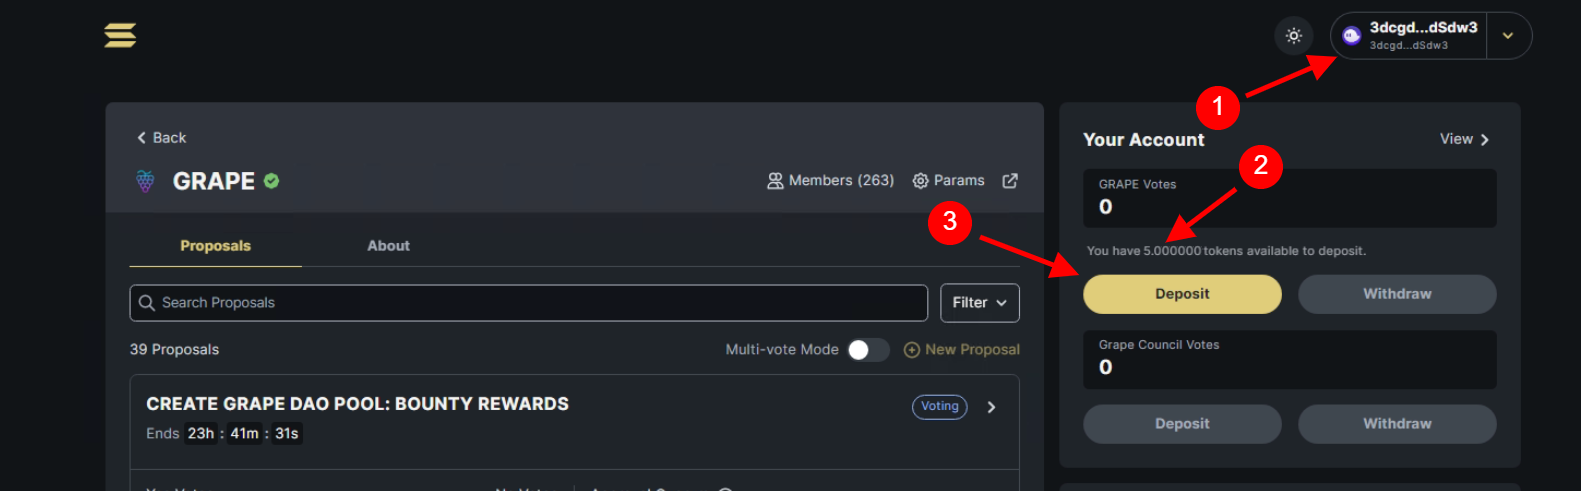 3dcgd...dSdw3
3dcgd...dSdw3
1
Back
GRAPE
Members (263)
Params
Proposals
About
Search Proposals
Filter
39 Proposals
Multi-vote Mode
New Proposal
CREATE GRAPE DAO POOL: BOUNTY REWARDS
Voting
Ends 23h : 41m : 31s
Your Account
View
2
GRAPE Votes
0
3
You have 5.000000 tokens available to deposit.
Deposit
Withdraw
Grape Council Votes
0
Deposit
Withdraw